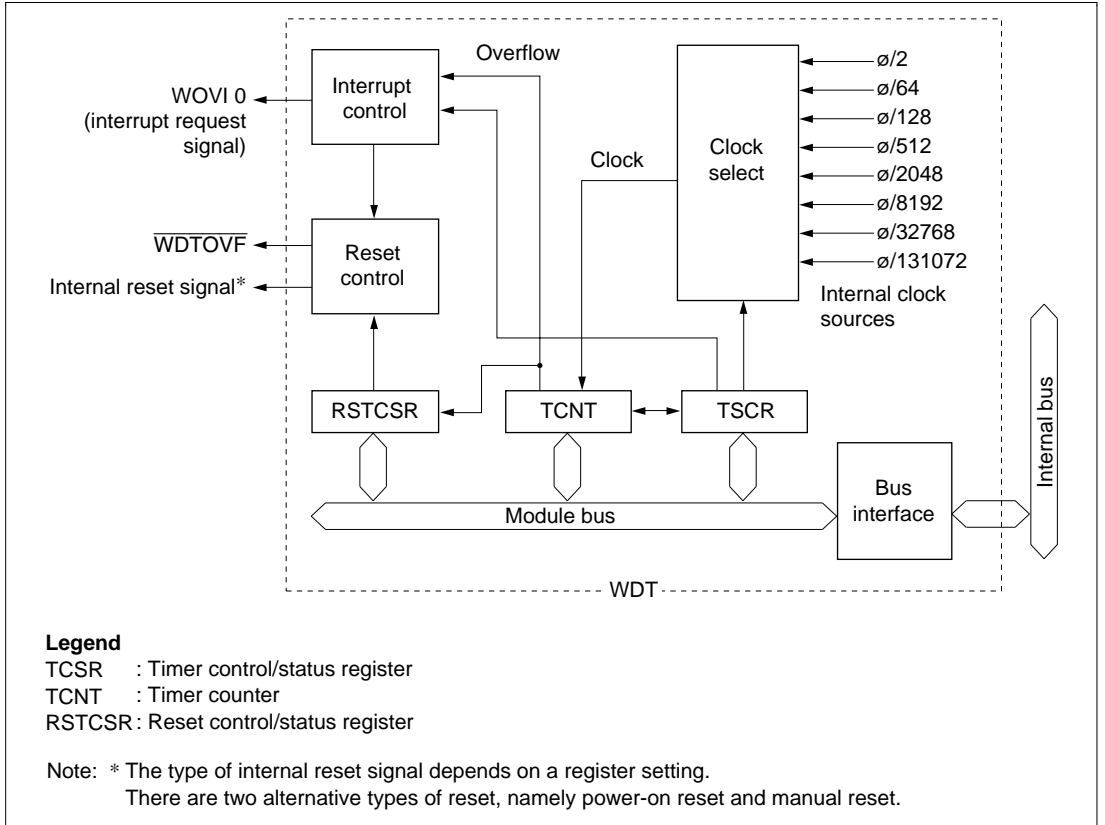 Overflow
Interrupt
control
WOVI 0
(interrupt request
signal)
Reset
control
W̅D̅T̅O̅V̅F̅
Internal reset signal*
Clock
Clock
select
ø/2
ø/64
ø/128
ø/512
ø/2048
ø/8192
ø/32768
ø/131072
Internal clock
sources
RSTCSR
TCNT
TSCR
Module bus
Bus
interface
Internal bus
WDT
Legend
TCSR : Timer control/status register
TCNT : Timer counter
RSTCSR : Reset control/status register
Note: * The type of internal reset signal depends on a register setting.
There are two alternative types of reset, namely power-on reset and manual reset.